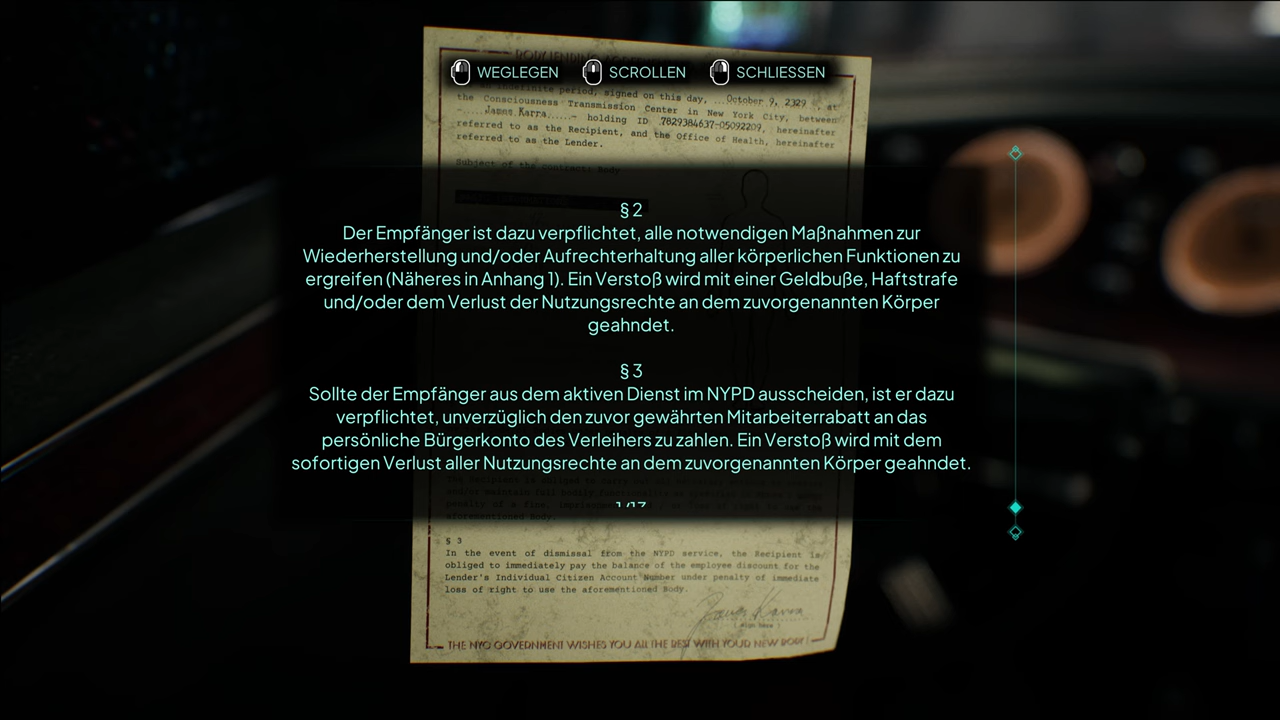 BODY LENDING AGREEMENT
WEGLEGEN SCROLLEN SCHLIESSEN
indefinite period, signed on this day, October 9, 2329, at
the Consciousness Transmission Center in New York City, between
James Karra holding ID 7829384637-05092209, hereinafter
referred to as the Recipient, and the Office of Health, hereinafter
referred to as the Lender.
Subject of the contract: Body
§ 2
Der Empfänger ist dazu verpflichtet, alle notwendigen Maßnahmen zur
Wiederherstellung und/oder Aufrechterhaltung aller körperlichen Funktionen zu
ergreifen (Näheres in Anhang 1). Ein Verstoß wird mit einer Geldbuße, Haftstrafe
und/oder dem Verlust der Nutzungsrechte an dem zuvorgenannten Körper
geahndet.
§ 3
Sollte der Empfänger aus dem aktiven Dienst im NYPD ausscheiden, ist er dazu
verpflichtet, unverzüglich den zuvor gewährten Mitarbeiterrabatt an das
persönliche Bürgerkonto des Verleihers zu zahlen. Ein Verstoß wird mit dem
sofortigen Verlust aller Nutzungsrechte an dem zuvorgenannten Körper geahndet.
aforementioned Body.
§ 3
In the event of dismissal from the NYPD service, the Recipient is
obliged to immediately pay the balance of the employee discount for the
Lender's Individual Citizen Account Number under penalty of immediate
loss of right to use the aforementioned Body.
James Karra
THE NYC GOVERNMENT WISHES YOU ALL THE BEST WITH YOUR NEW BODY!